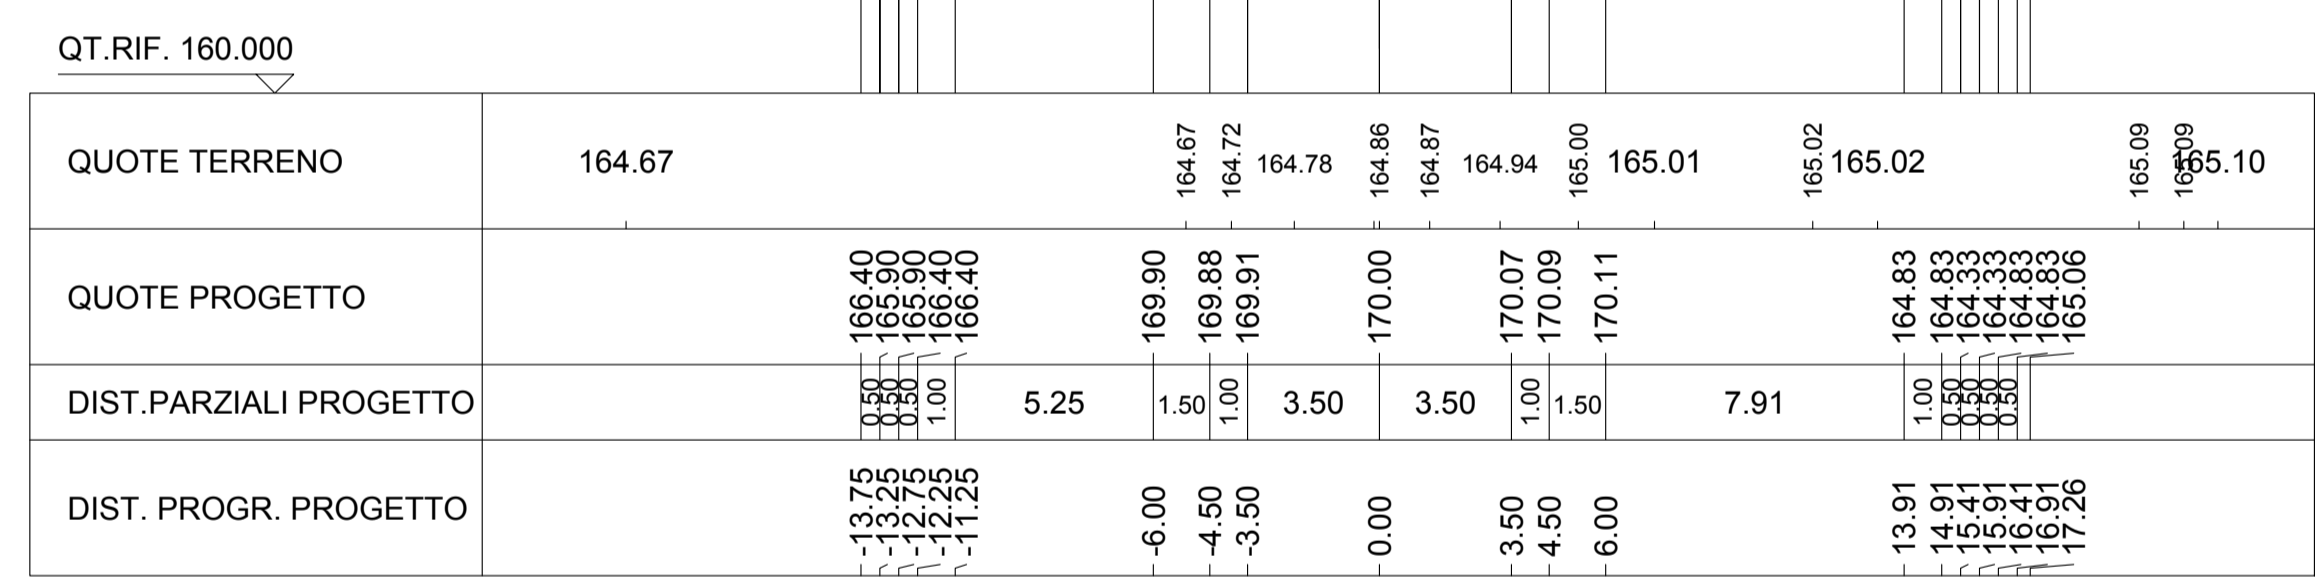 QT.RIF. 160.000
QUOTE TERRENO 164.67 164.67 164.72 164.78 164.86 164.87 164.94 165.00 165.01 165.02 165.02 165.09 165.09 165.10
QUOTE PROGETTO 166.40 165.90 165.90 166.40 166.40 169.90 169.88 169.91 170.00 170.07 170.09 170.11 164.83 164.83 164.33 164.33 164.83 164.83 165.06
DIST.PARZIALI PROGETTO 0.50 0.50 0.50 1.00 5.25 1.50 1.00 3.50 3.50 1.00 1.50 7.91 1.00 0.50 0.50 0.50 0.50
DIST. PROGR. PROGETTO -13.75 -13.25 -12.75 -12.25 -11.25 -6.00 -4.50 -3.50 0.00 3.50 4.50 6.00 13.91 14.91 15.41 15.91 16.41 16.91 17.26